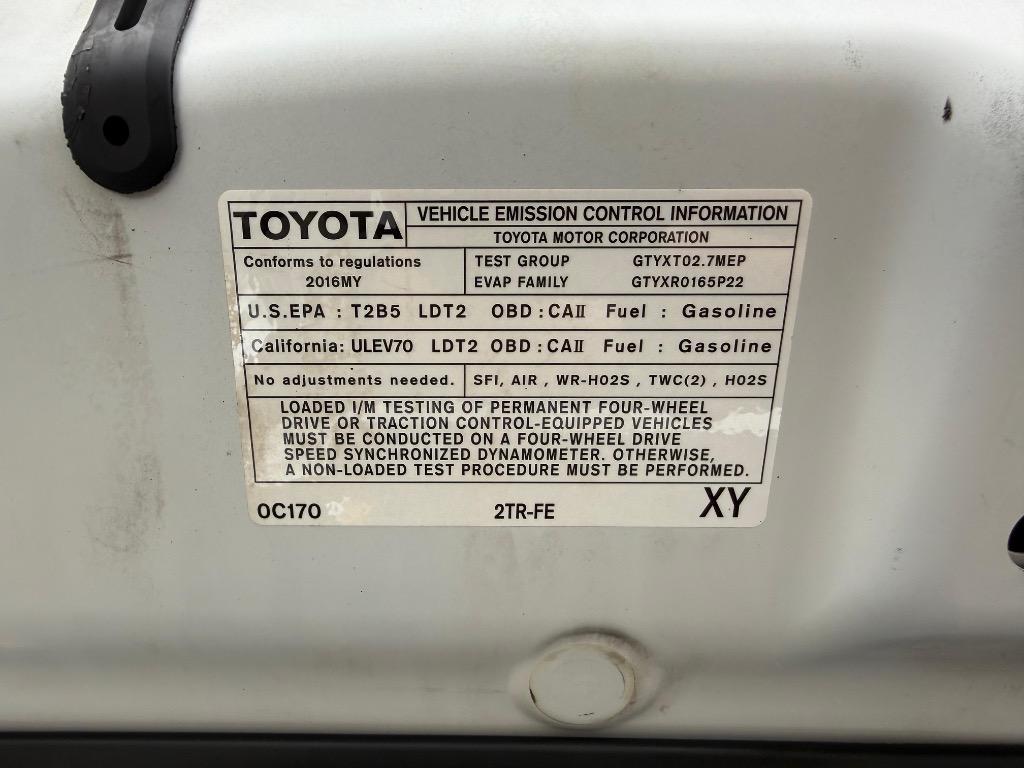 TOYOTA
VEHICLE EMISSION CONTROL INFORMATION
TOYOTA MOTOR CORPORATION
Conforms to regulations
2016MY
TEST GROUP GTYXT02.7MEP
EVAP FAMILY GTYXR0165P22
U.S.EPA : T2B5 LDT2 OBD : CAII Fuel : Gasoline
California: ULEV70 LDT2 OBD : CAII Fuel : Gasoline
No adjustments needed.
SFI, AIR , WR-HO2S , TWC(2) , HO2S
LOADED I/M TESTING OF PERMANENT FOUR-WHEEL
DRIVE OR TRACTION CONTROL-EQUIPPED VEHICLES
MUST BE CONDUCTED ON A FOUR-WHEEL DRIVE
SPEED SYNCHRONIZED DYNAMOMETER. OTHERWISE,
A NON-LOADED TEST PROCEDURE MUST BE PERFORMED.
0C170 2TR-FE XY